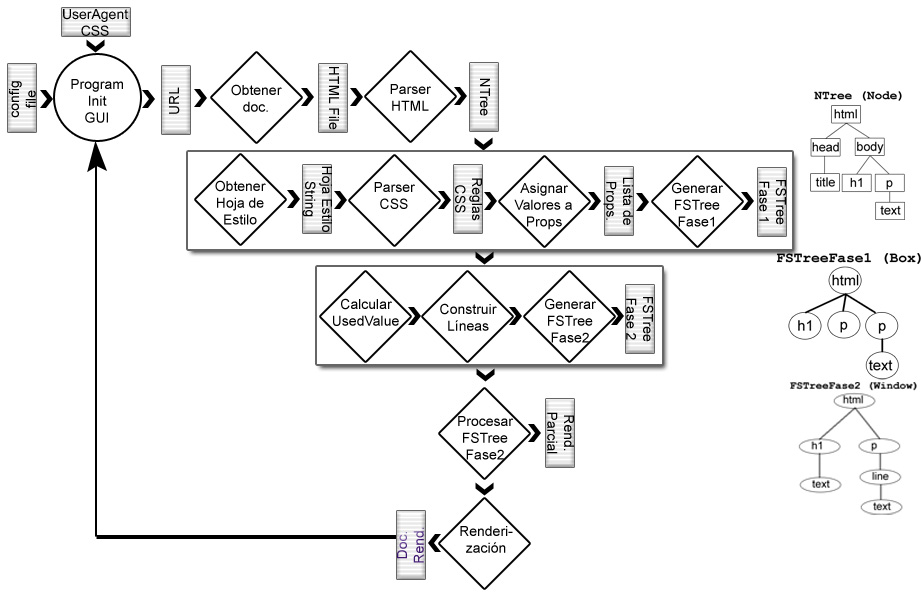 UserAgent
CSS
config
file
Program
Init
GUI
URL
Obtener
doc.
HTML File
Parser
HTML
NTree
Obtener
Hoja de
Estilo
Hoja Estilo
String
Parser
CSS
Reglas
CSS
Asignar
Valores a
Props
Lista de
Props.
Generar
FSTree
Fase1
FSTree
Fase 1
Calcular
UsedValue
Construir
Líneas
Generar
FSTree
Fase2
FSTree
Fase 2
Procesar
FSTree
Fase2
Rend.
Parcial
Renderi-
zación
Doc.
Rend.
NTree (Node)
html
head
body
title
h1
p
text
FSTreeFase1 (Box)
html
h1
p
p
text
FSTreeFase2 (Window)
html
h1
p
text
line
text